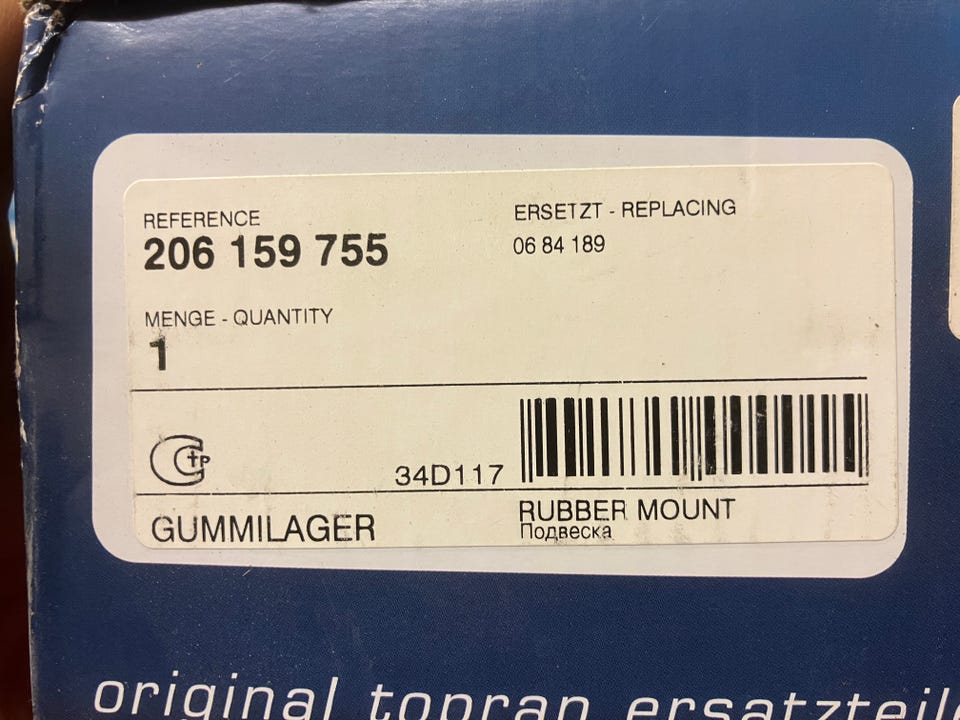 REFERENCE
206 159 755
ERSETZT - REPLACING
06 84 189
MENGE - QUANTITY
1
34D117
GUMMILAGER
RUBBER MOUNT
Подвеска
original topran ersatzteile